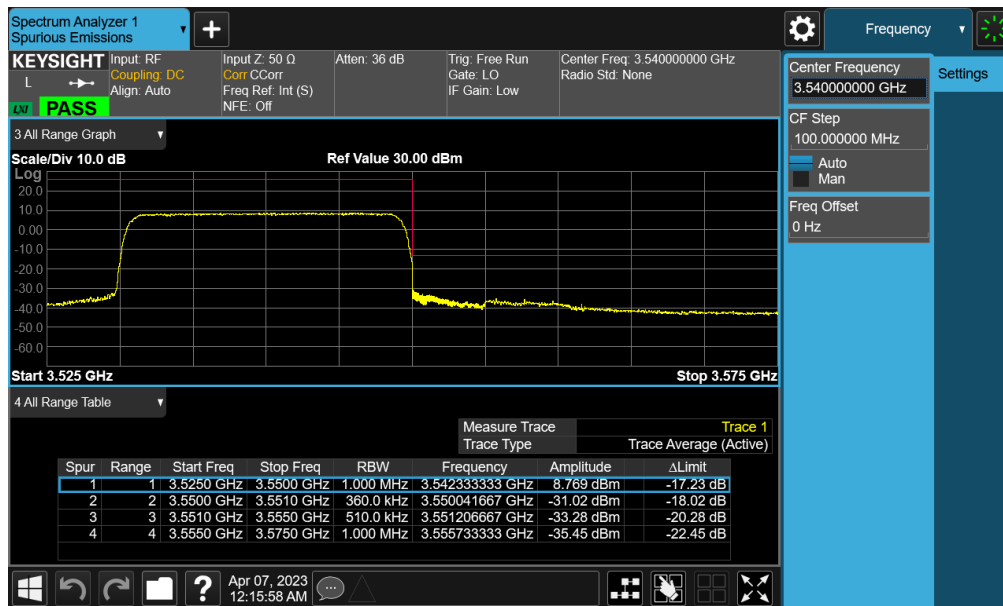 Spectrum Analyzer 1
Spurious Emissions
Frequency
KEYSIGHT
L
LXI
PASS
Input: RF
Coupling: DC
Align: Auto
Input Z: 50 Ω
Corr CCorr
Freq Ref: Int (S)
NFE: Off
Atten: 36 dB
Trig: Free Run
Gate: LO
IF Gain: Low
Center Freq: 3.540000000 GHz
Radio Std: None
Center Frequency
3.540000000 GHz
Settings
CF Step
100.000000 MHz
Auto
Man
Freq Offset
0 Hz
3 All Range Graph
Scale/Div 10.0 dB
Ref Value 30.00 dBm
Log
20.0
10.0
0.00
-10.0
-20.0
-30.0
-40.0
-50.0
-60.0
Start 3.525 GHz
Stop 3.575 GHz
4 All Range Table
Measure Trace Trace 1
Trace Type Trace Average (Active)
Spur Range Start Freq Stop Freq RBW Frequency Amplitude ΔLimit
1 1 3.5250 GHz 3.5500 GHz 1.000 MHz 3.542333333 GHz 8.769 dBm -17.23 dB
2 2 3.5500 GHz 3.5510 GHz 360.0 kHz 3.550041667 GHz -31.02 dBm -18.02 dB
3 3 3.5510 GHz 3.5550 GHz 510.0 kHz 3.551206667 GHz -33.28 dBm -20.28 dB
4 4 3.5550 GHz 3.5750 GHz 1.000 MHz 3.555733333 GHz -35.45 dBm -22.45 dB
?
Apr 07, 2023
12:15:58 AM